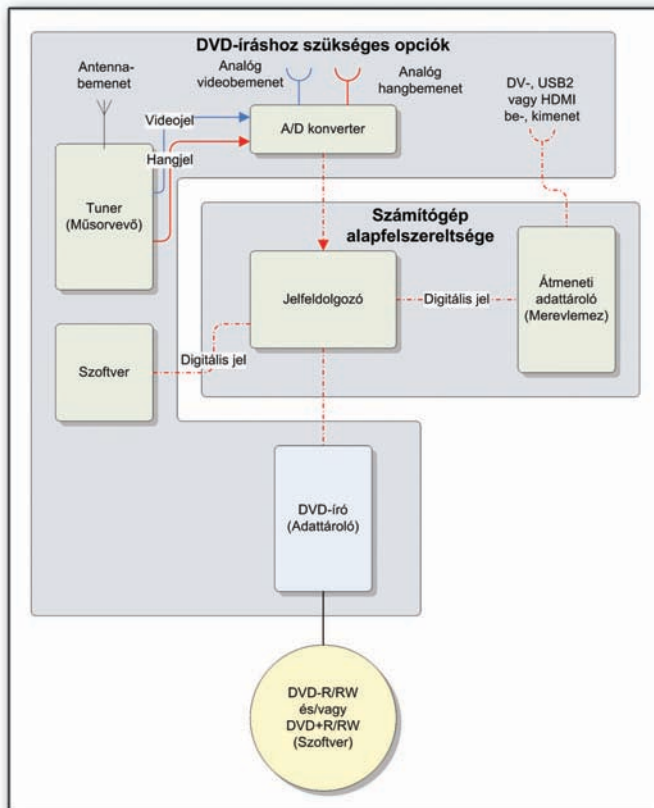 DVD-íráshoz szükséges opciók
Antenna-
bemenet
Analóg
videobemenet
Analóg
hangbemenet
DV-, USB2
vagy HDMI
be-, kimenet
Videojel
Hangjel
A/D konverter
Tuner
(Műsorvevő)
Számítógép
alapfelszereltsége
Jelfeldolgozó
Digitális jel
Átmeneti
adattároló
(Merevlemez)
Szoftver
Digitális jel
DVD-író
(Adattároló)
DVD-R/RW
és/vagy
DVD+R/RW
(Szoftver)